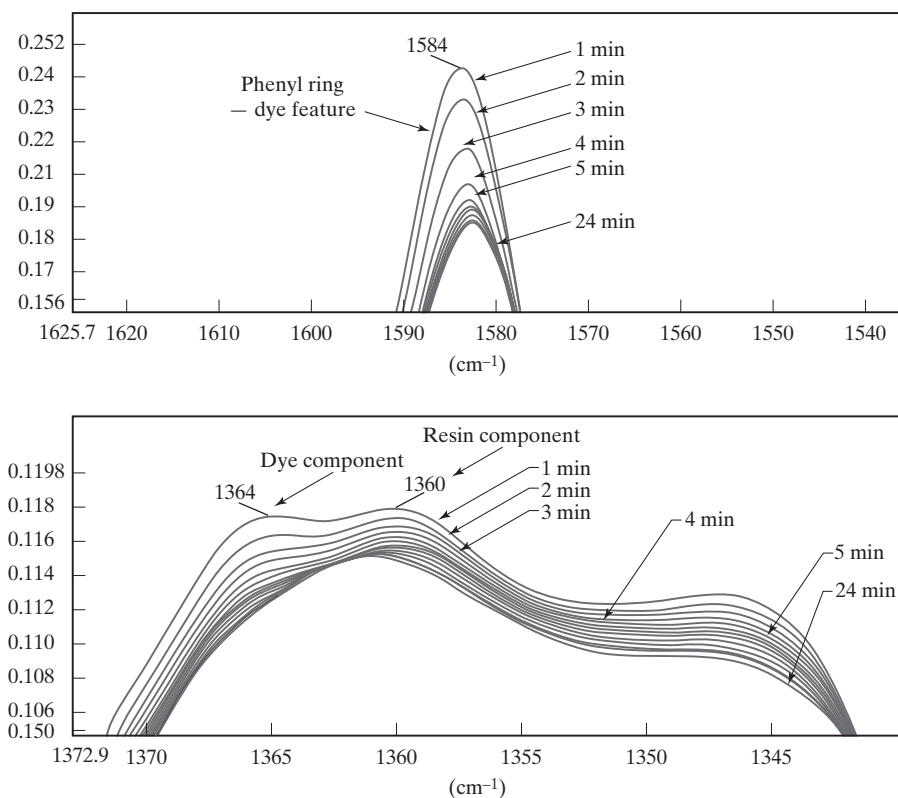 0.252
0.24
0.23
0.22
0.21
0.19
0.18
0.17
0.156
1584
Phenyl ring
— dye feature
1 min
2 min
3 min
4 min
5 min
24 min
1625.7 1620 1610 1600 1590 1580 1570 1560 1550 1540
(cm⁻¹)
0.1198
0.118
0.116
0.114
0.112
0.110
0.108
0.106
0.150
Resin component
Dye component
1364
1360
1 min
2 min
3 min
4 min
5 min
24 min
1372.9 1370 1365 1360 1355 1350 1345
(cm⁻¹)